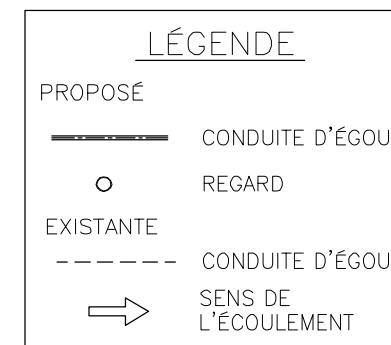 LÉGENDE
PROPOSÉ
CONDUITE D'ÉGOU
REGARD
EXISTANTE
CONDUITE D'ÉGOU
SENS DE
L'ÉCOULEMENT